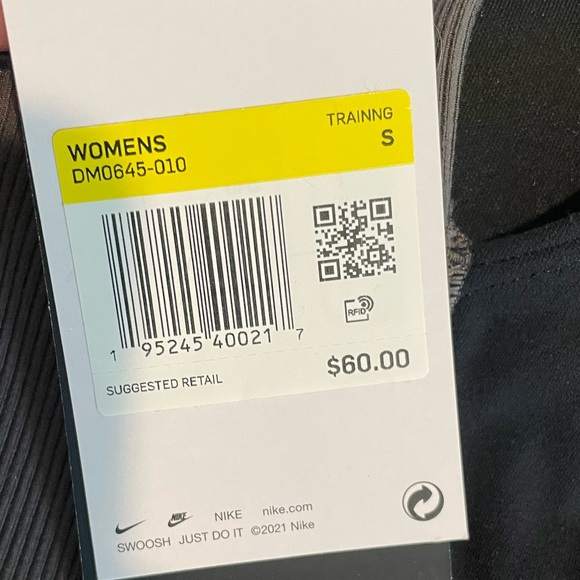 WOMENS TRAINNG
DM0645-010 S
1 95245 40021 7
RFID
SUGGESTED RETAIL $60.00
NIKE NIKE nike.com
SWOOSH JUST DO IT ©2021 Nike